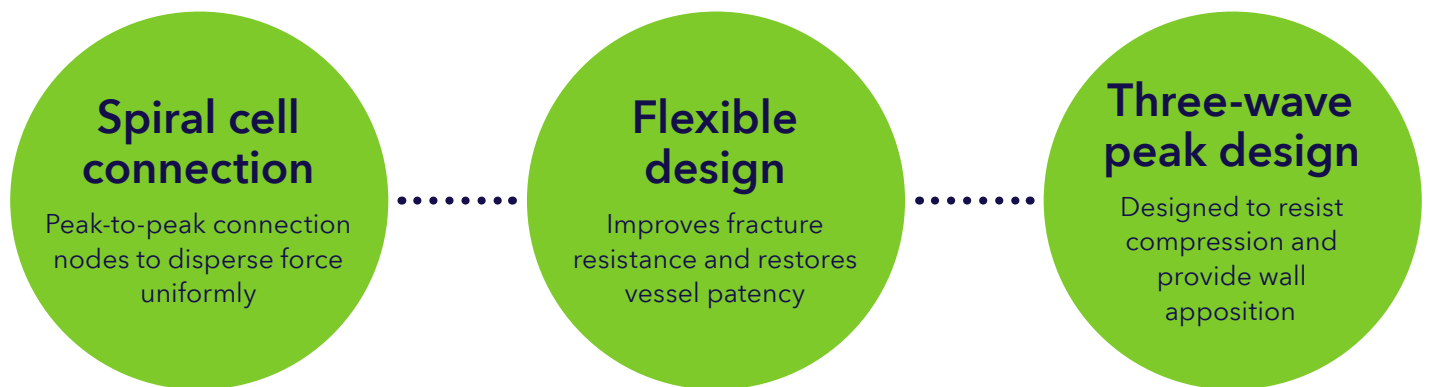 Spiral cell
connection
Peak-to-peak connection
nodes to disperse force
uniformly
Flexible
design
Improves fracture
resistance and restores
vessel patency
Three-wave
peak design
Designed to resist
compression and
provide wall
apposition